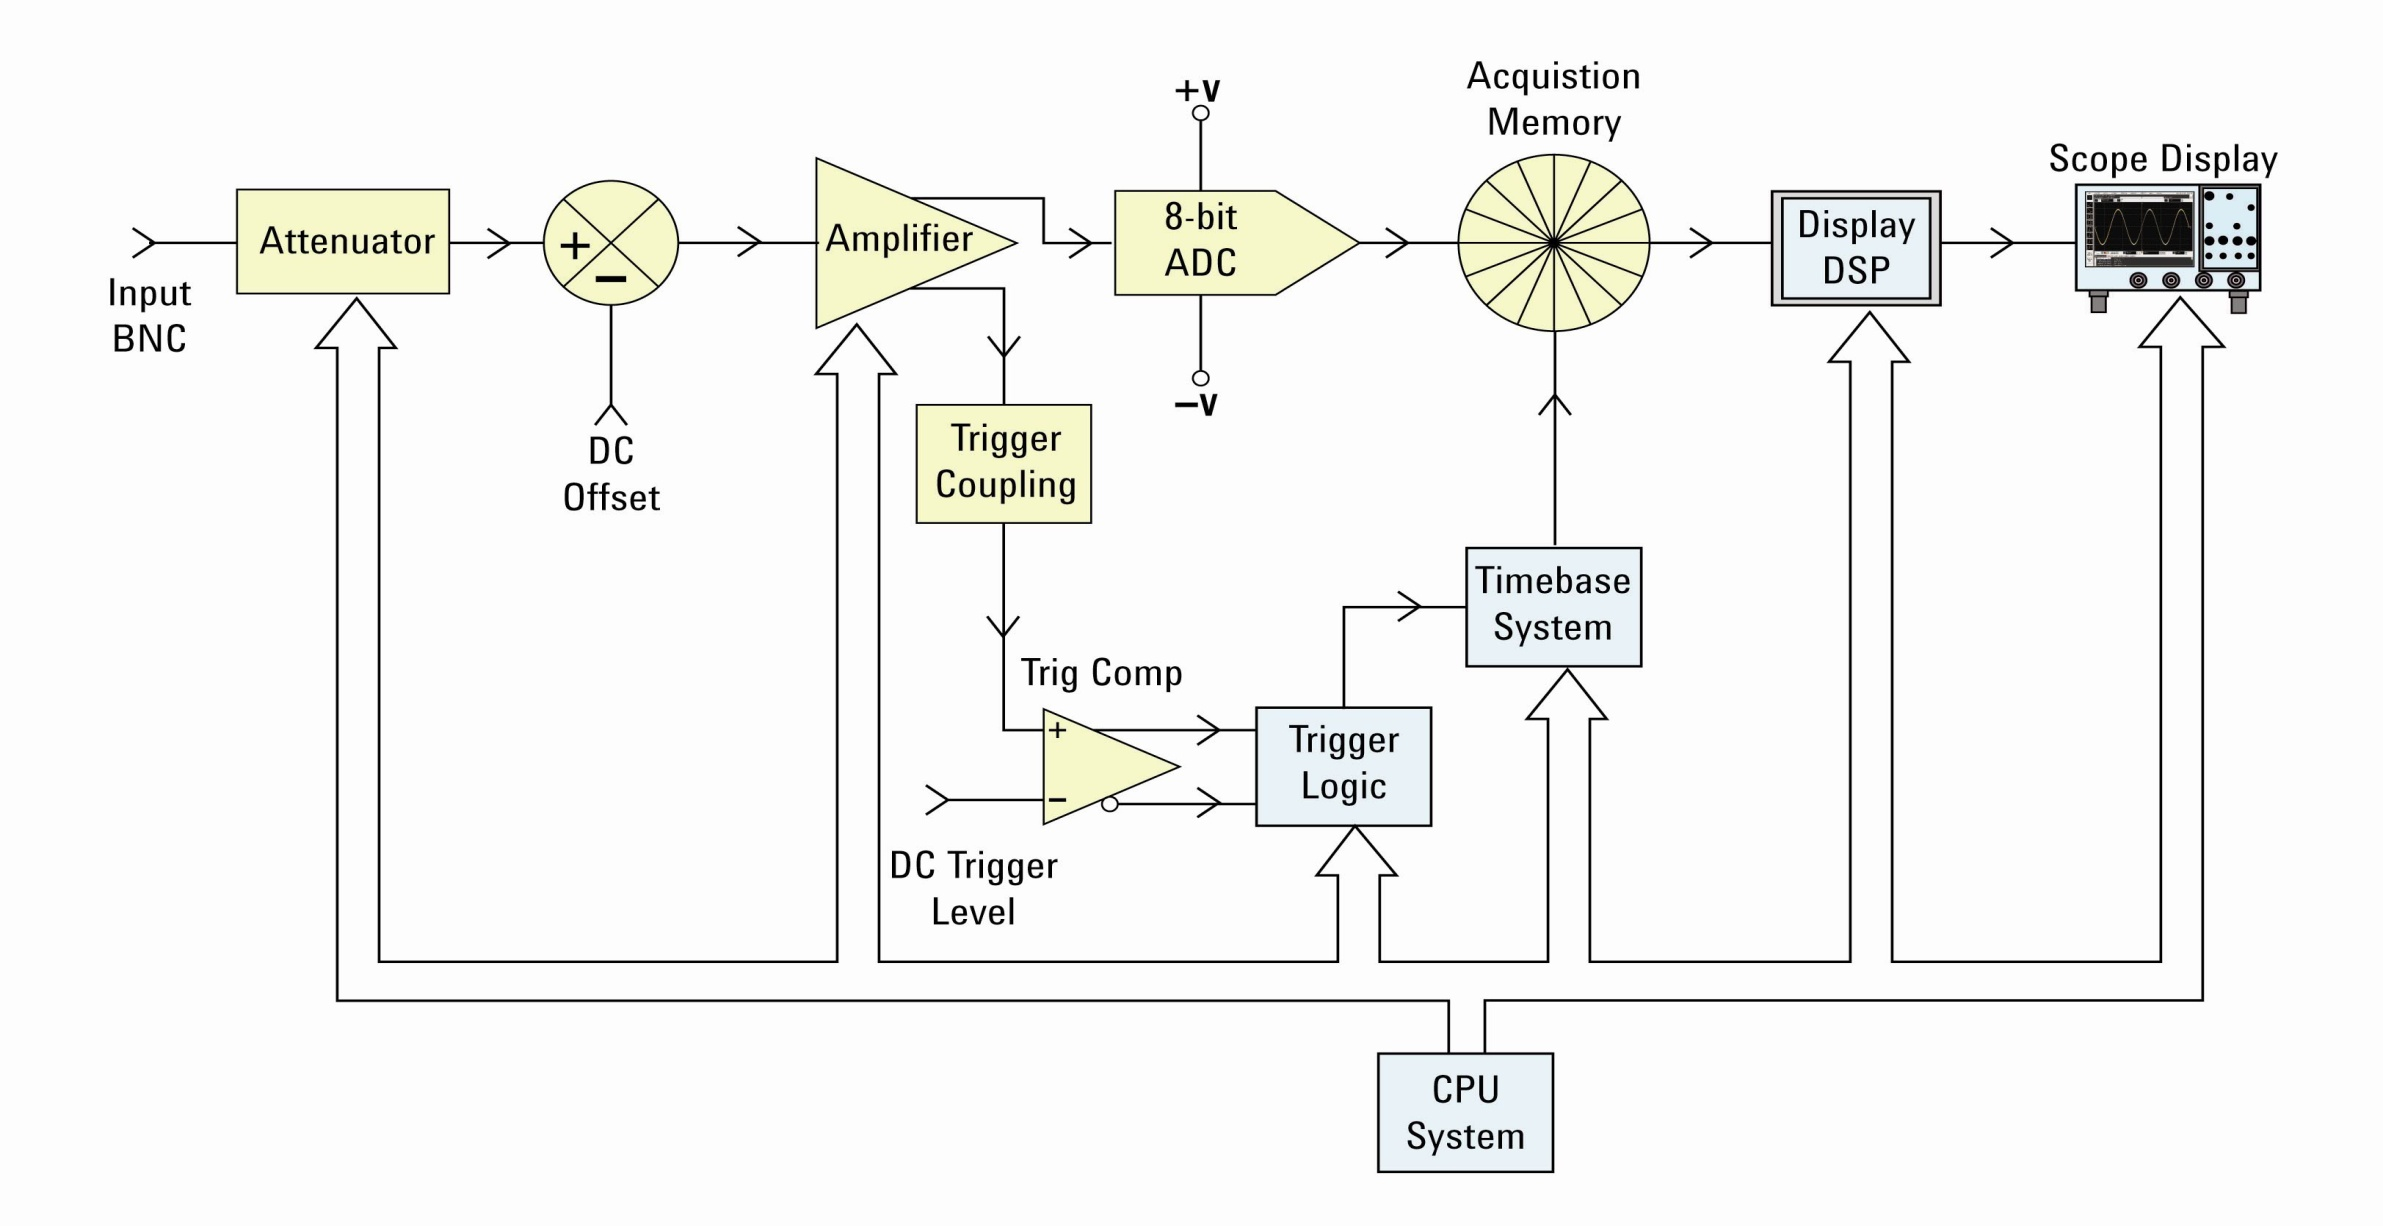 Acquistion
Memory
+V
Scope Display
Attenuator
+
−
Amplifier
8-bit
ADC
Display
DSP
Input
BNC
−V
DC
Offset
Trigger
Coupling
Timebase
System
Trig Comp
+
−
Trigger
Logic
DC Trigger
Level
CPU
System